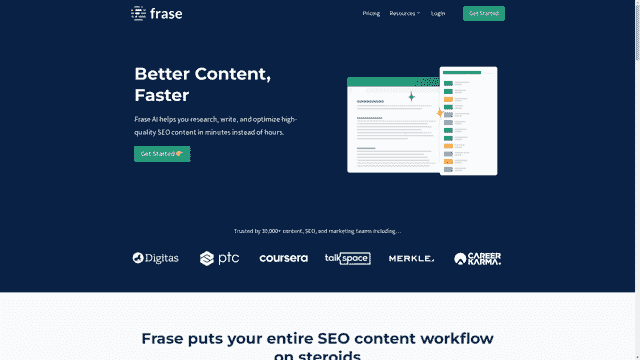 frase
Pricing Resources Login Get Started
Better Content,
Faster
Frase AI helps you research, write, and optimize high-
quality SEO content in minutes instead of hours.
Get Started
Trusted by 30,000+ content, SEO, and marketing teams including...
Digitas ptc coursera talkspace MERKLE CAREER
KARMA
Frase puts your entire SEO content workflow
on steroids